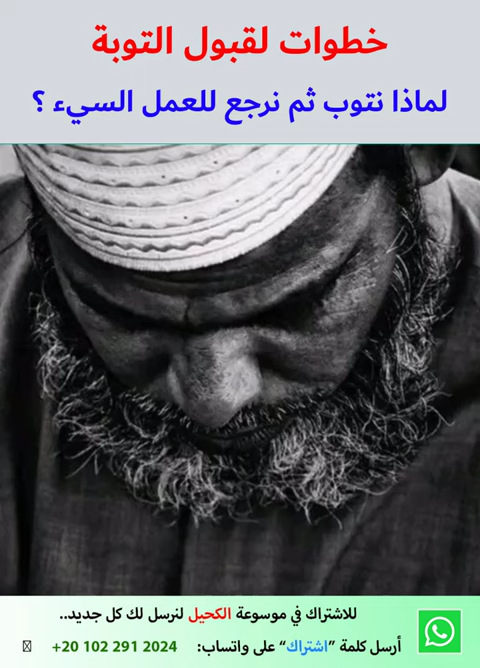 خطوات لقبول التوبة
لماذا نتوب ثم نرجع للعمل السيء ؟
للاشتراك في موسوعة الكحيل لنرسل لك كل جديد..
أرسل كلمة "اشتراك" على واتساب: +20 102 291 2024